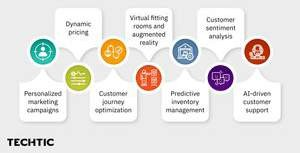 Dynamic
pricing
Virtual fitting
rooms and
augmented
reality
Customer
sentiment
analysis
Personalized
marketing
campaigns
Customer
journey
optimization
Predictive
inventory
management
AI-driven
customer
support
TECHTIC